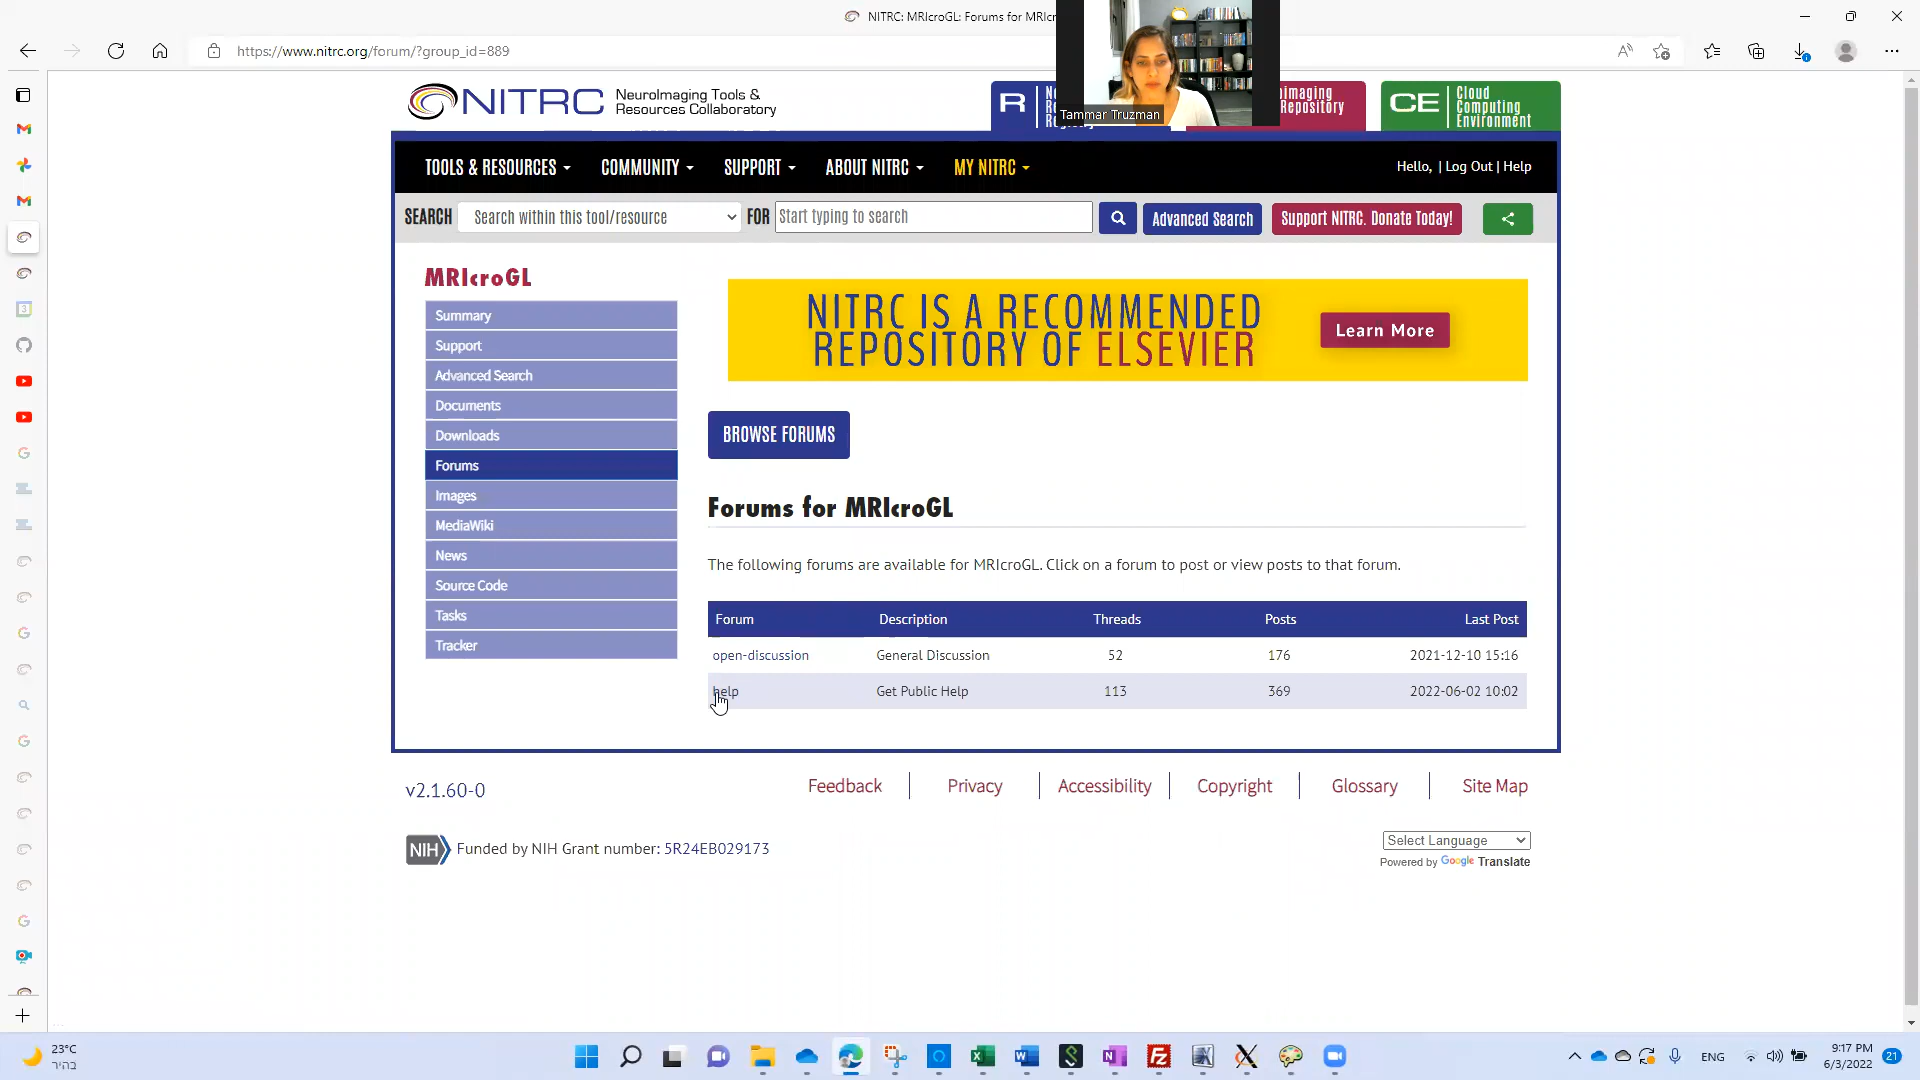 NITRC: MRIcroGL: Forums for MRIcr
https://www.nitrc.org/forum/?group_id=889
NITRC
NeuroImaging Tools &
Resources Collaboratory
R
Tammar Truzman
Repository
CE
Cloud
Computing
Environment
TOOLS & RESOURCES
COMMUNITY
SUPPORT
ABOUT NITRC
MY NITRC
Hello, | Log Out | Help
SEARCH
Search within this tool/resource
FOR
Start typing to search
Advanced Search
Support NITRC. Donate Today!
MRIcroGL
Summary
Support
Advanced Search
Documents
Downloads
Forums
Images
MediaWiki
News
Source Code
Tasks
Tracker
NITRC IS A RECOMMENDED
REPOSITORY OF ELSEVIER
Learn More
BROWSE FORUMS
Forums for MRIcroGL
The following forums are available for MRIcroGL. Click on a forum to post or view posts to that forum.
Forum Description Threads Posts Last Post
open-discussion General Discussion 52 176 2021-12-10 15:16
help Get Public Help 113 369 2022-06-02 10:02
v2.1.60-0
Feedback
Privacy
Accessibility
Copyright
Glossary
Site Map
NIH
Funded by NIH Grant number: 5R24EB029173
Select Language
Powered by Google Translate
23°C
בהיר
ENG
9:17 PM
6/3/2022
21